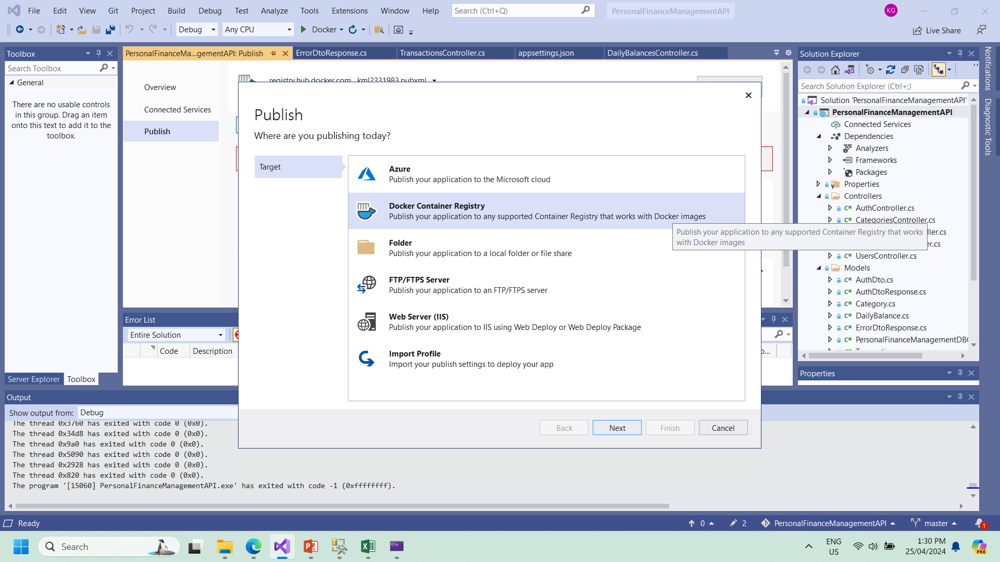 File Edit View Git Project Build Debug Test Analyze Tools Extensions Window Help Search (Ctrl+Q) PersonalFinanceManagementAPI KG
Debug Any CPU Docker Live Share
Toolbox
Search Toolbox
General
There are no usable controls
in this group. Drag an item
onto this text to add it to the
toolbox.
Server Explorer Toolbox
PersonalFinanceMa...gementAPI: Publish ErrorDtoResponse.cs TransactionsController.cs appsettings.json DailyBalancesController.cs
Overview
Connected Services
Publish
registry.hub.docker.com_kml2331983.pubxml
Publish
Where are you publishing today?
Target
Azure
Publish your application to the Microsoft cloud
Docker Container Registry
Publish your application to any supported Container Registry that works with Docker images
Folder
Publish your application to a local folder or file share
FTP/FTPS Server
Publish your application to an FTP/FTPS server
Web Server (IIS)
Publish your application to IIS using Web Deploy or Web Deploy Package
Import Profile
Import your publish settings to deploy your app
Back Next Finish Cancel
Publish your application to any supported Container Registry that works
with Docker images
Error List
Entire Solution
Code Description
Solution Explorer
Search Solution Explorer (Ctrl+;)
Solution 'PersonalFinanceManagementAPI'
PersonalFinanceManagementAPI
Connected Services
Dependencies
Analyzers
Frameworks
Packages
Properties
Controllers
C# AuthController.cs
C# CategoriesController.cs
ller.cs
er.cs
C# UsersController.cs
Models
C# AuthDto.cs
C# AuthDtoResponse.cs
C# Category.cs
C# DailyBalance.cs
C# ErrorDtoResponse.cs
C# PersonalFinanceManagementDBC
Properties
Notifications
Diagnostic Tools
Output
Show output from: Debug
The thread 0x3760 has exited with code 0 (0x0).
The thread 0x34d8 has exited with code 0 (0x0).
The thread 0x9a0 has exited with code 0 (0x0).
The thread 0x5090 has exited with code 0 (0x0).
The thread 0x2928 has exited with code 0 (0x0).
The thread 0x820 has exited with code 0 (0x0).
The program '[15060] PersonalFinanceManagementAPI.exe' has exited with code -1 (0xffffffff).
Ready 0 2 PersonalFinanceManagementAPI master 1
Search
ENG
US
1:30 PM
25/04/2024
PRE